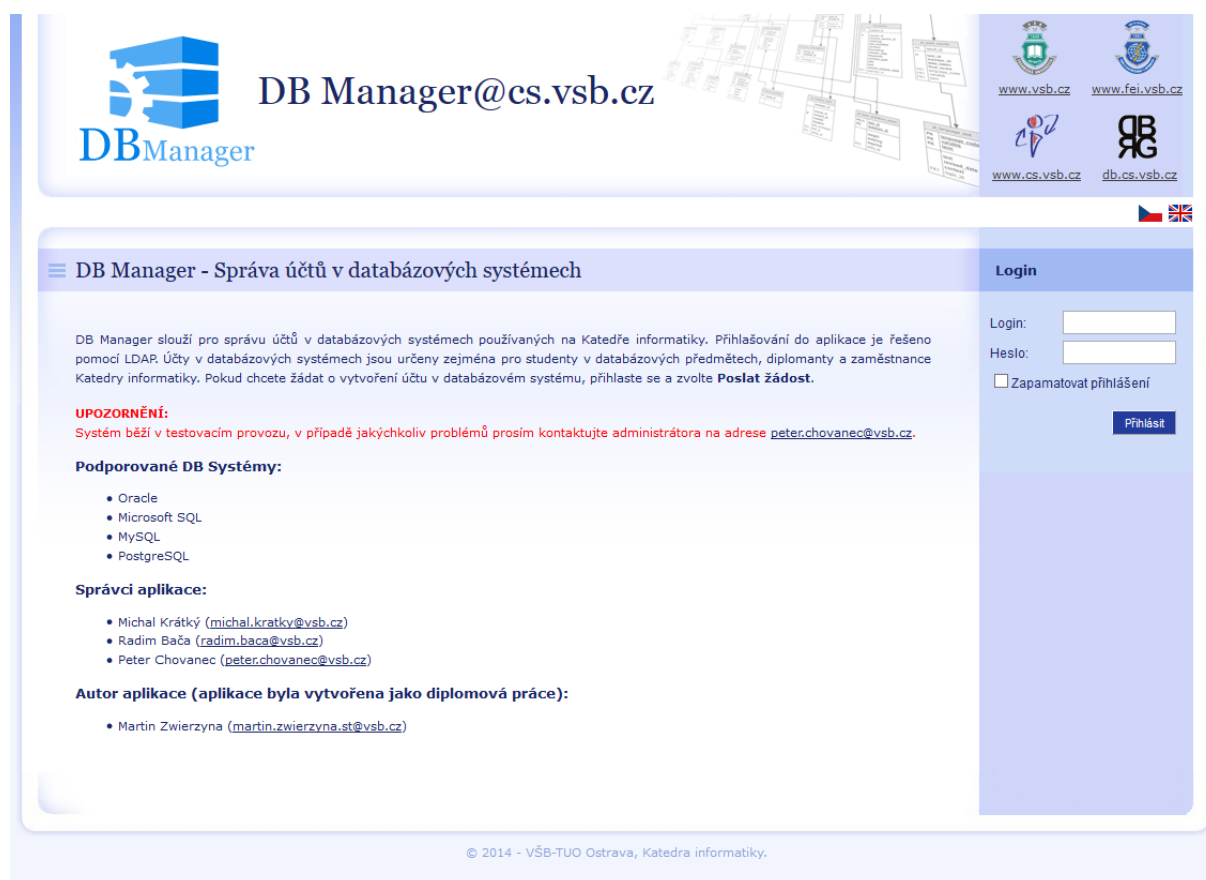 DB Manager@cs.vsb.cz
DBManager
www.vsb.cz www.fei.vsb.cz
www.cs.vsb.cz db.cs.vsb.cz
DB Manager - Správa účtů v databázových systémech
DB Manager slouží pro správu účtů v databázových systémech používaných na Katedře informatiky. Přihlašování do aplikace je řešeno
pomocí LDAP. Účty v databázových systémech jsou určeny zejména pro studenty v databázových předmětech, diplomanty a zaměstnance
Katedry informatiky. Pokud chcete žádat o vytvoření účtu v databázovém systému, přihlaste se a zvolte Poslat žádost.
UPOZORNĚNÍ:
Systém běží v testovacím provozu, v případě jakýchkoliv problémů prosím kontaktujte administrátora na adrese peter.chovanec@vsb.cz.
Podporované DB Systémy:
• Oracle
• Microsoft SQL
• MySQL
• PostgreSQL
Správci aplikace:
• Michal Krátký (michal.kratky@vsb.cz)
• Radim Bača (radim.baca@vsb.cz)
• Peter Chovanec (peter.chovanec@vsb.cz)
Autor aplikace (aplikace byla vytvořena jako diplomová práce):
• Martin Zwierzyna (martin.zwierzyna.st@vsb.cz)
Login
Login:
Heslo:
Zapamatovat přihlášení
Přihlásit
© 2014 - VŠB-TUO Ostrava, Katedra informatiky.